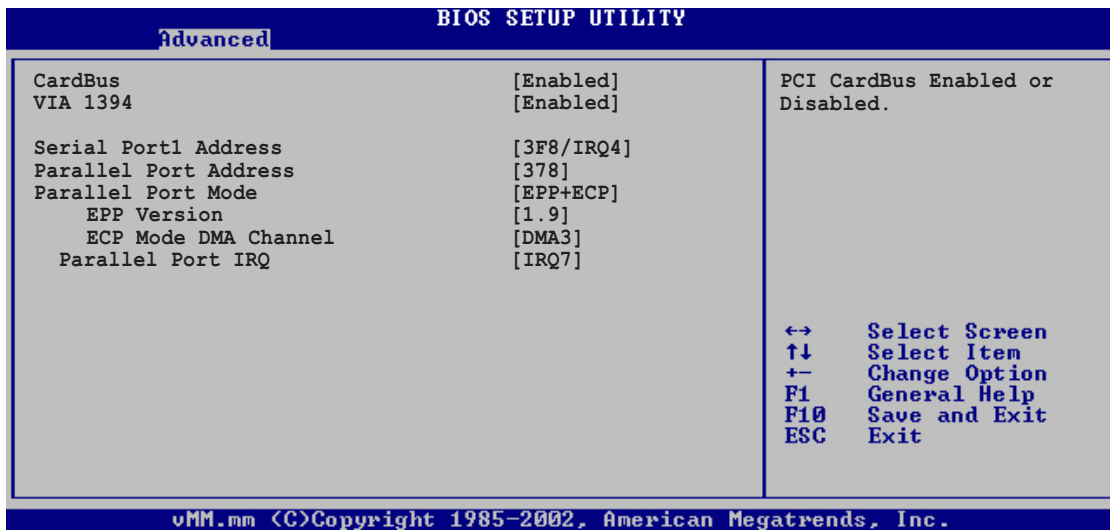 BIOS SETUP UTILITY
Advanced
CardBus [Enabled]
VIA 1394 [Enabled]
Serial Port1 Address [3F8/IRQ4]
Parallel Port Address [378]
Parallel Port Mode [EPP+ECP]
EPP Version [1.9]
ECP Mode DMA Channel [DMA3]
Parallel Port IRQ [IRQ7]
PCI CardBus Enabled or
Disabled.
←→ Select Screen
↑↓ Select Item
+− Change Option
F1 General Help
F10 Save and Exit
ESC Exit
vMM.mm (C)Copyright 1985-2002, American Megatrends, Inc.